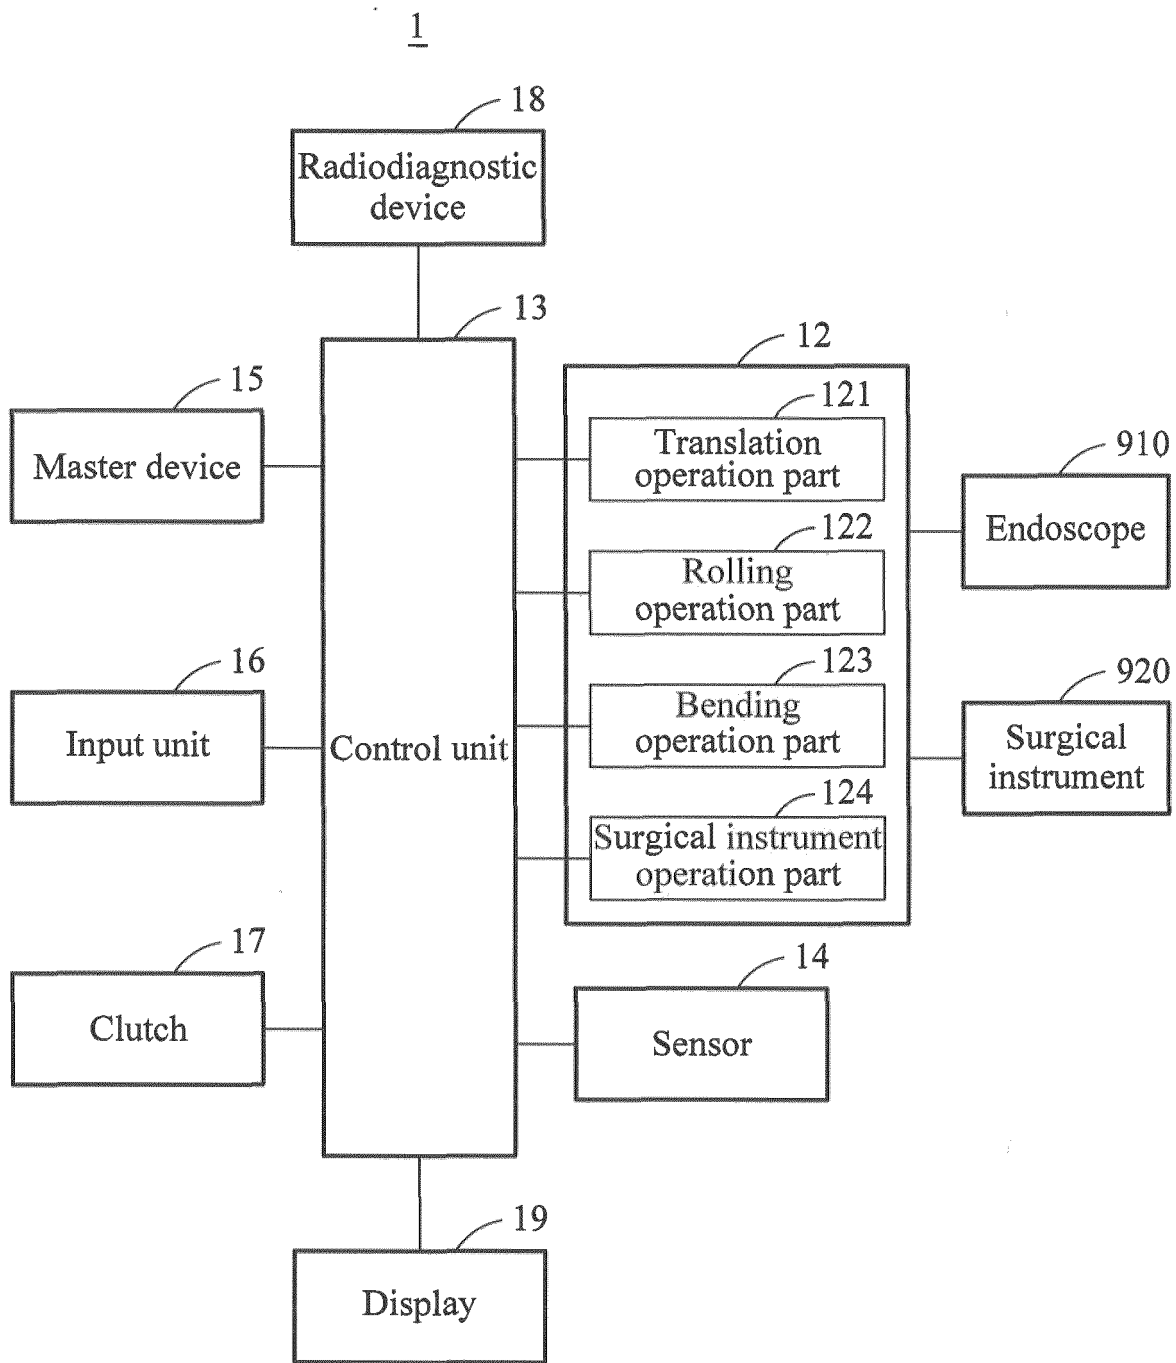 1
18
Radiodiagnostic
device
13
12
15
Master device
121
Translation
operation part
910
Endoscope
122
Rolling
operation part
16
Input unit
Control unit
123
Bending
operation part
920
Surgical
instrument
124
Surgical instrument
operation part
17
Clutch
14
Sensor
19
Display